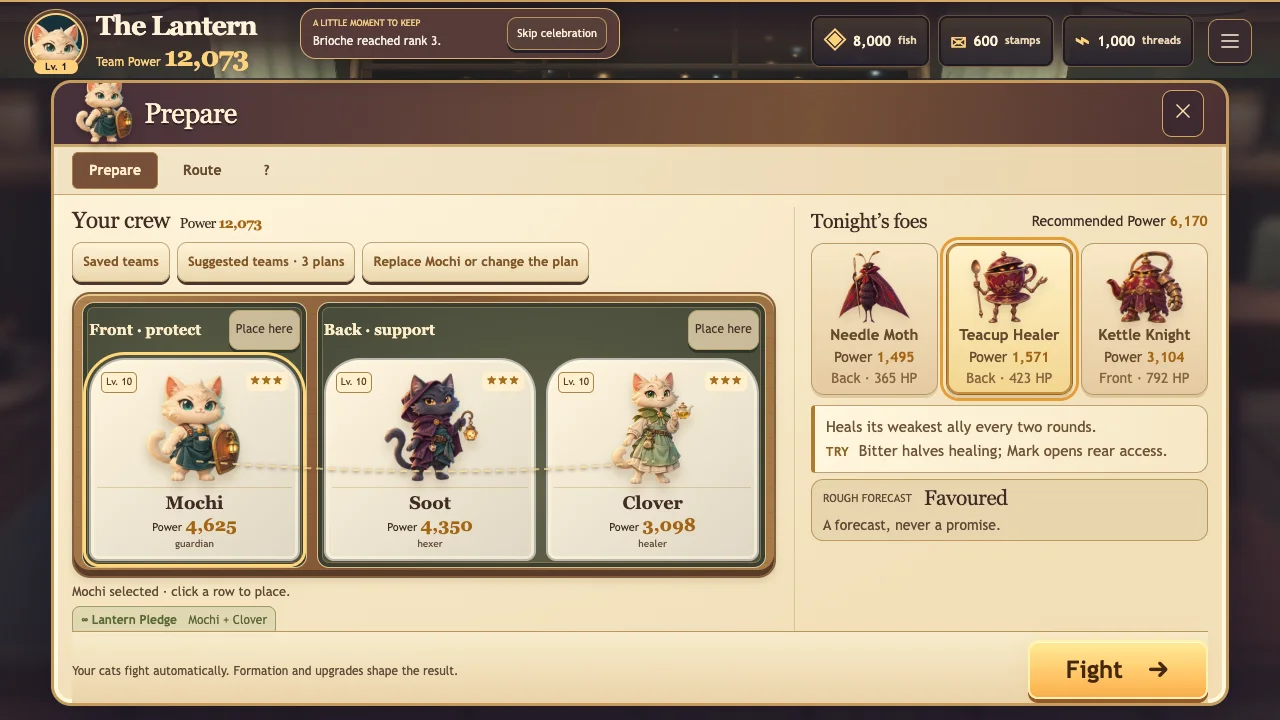 The Lantern
Team Power 12,073
Lv. 1
A LITTLE MOMENT TO KEEP
Brioche reached rank 3.
Skip celebration
8,000 fish
600 stamps
1,000 threads
Prepare
Prepare
Route
?
Your crew Power 12,073
Saved teams
Suggested teams · 3 plans
Replace Mochi or change the plan
Front · protect
Place here
Back · support
Place here
Lv. 10
Mochi
Power 4,625
guardian
Lv. 10
Soot
Power 4,350
hexer
Lv. 10
Clover
Power 3,098
healer
Mochi selected · click a row to place.
∞ Lantern Pledge Mochi + Clover
Tonight's foes
Recommended Power 6,170
Needle Moth
Power 1,495
Back · 365 HP
Teacup Healer
Power 1,571
Back · 423 HP
Kettle Knight
Power 3,104
Front · 792 HP
Heals its weakest ally every two rounds.
TRY Bitter halves healing; Mark opens rear access.
ROUGH FORECAST Favoured
A forecast, never a promise.
Your cats fight automatically. Formation and upgrades shape the result.
Fight →